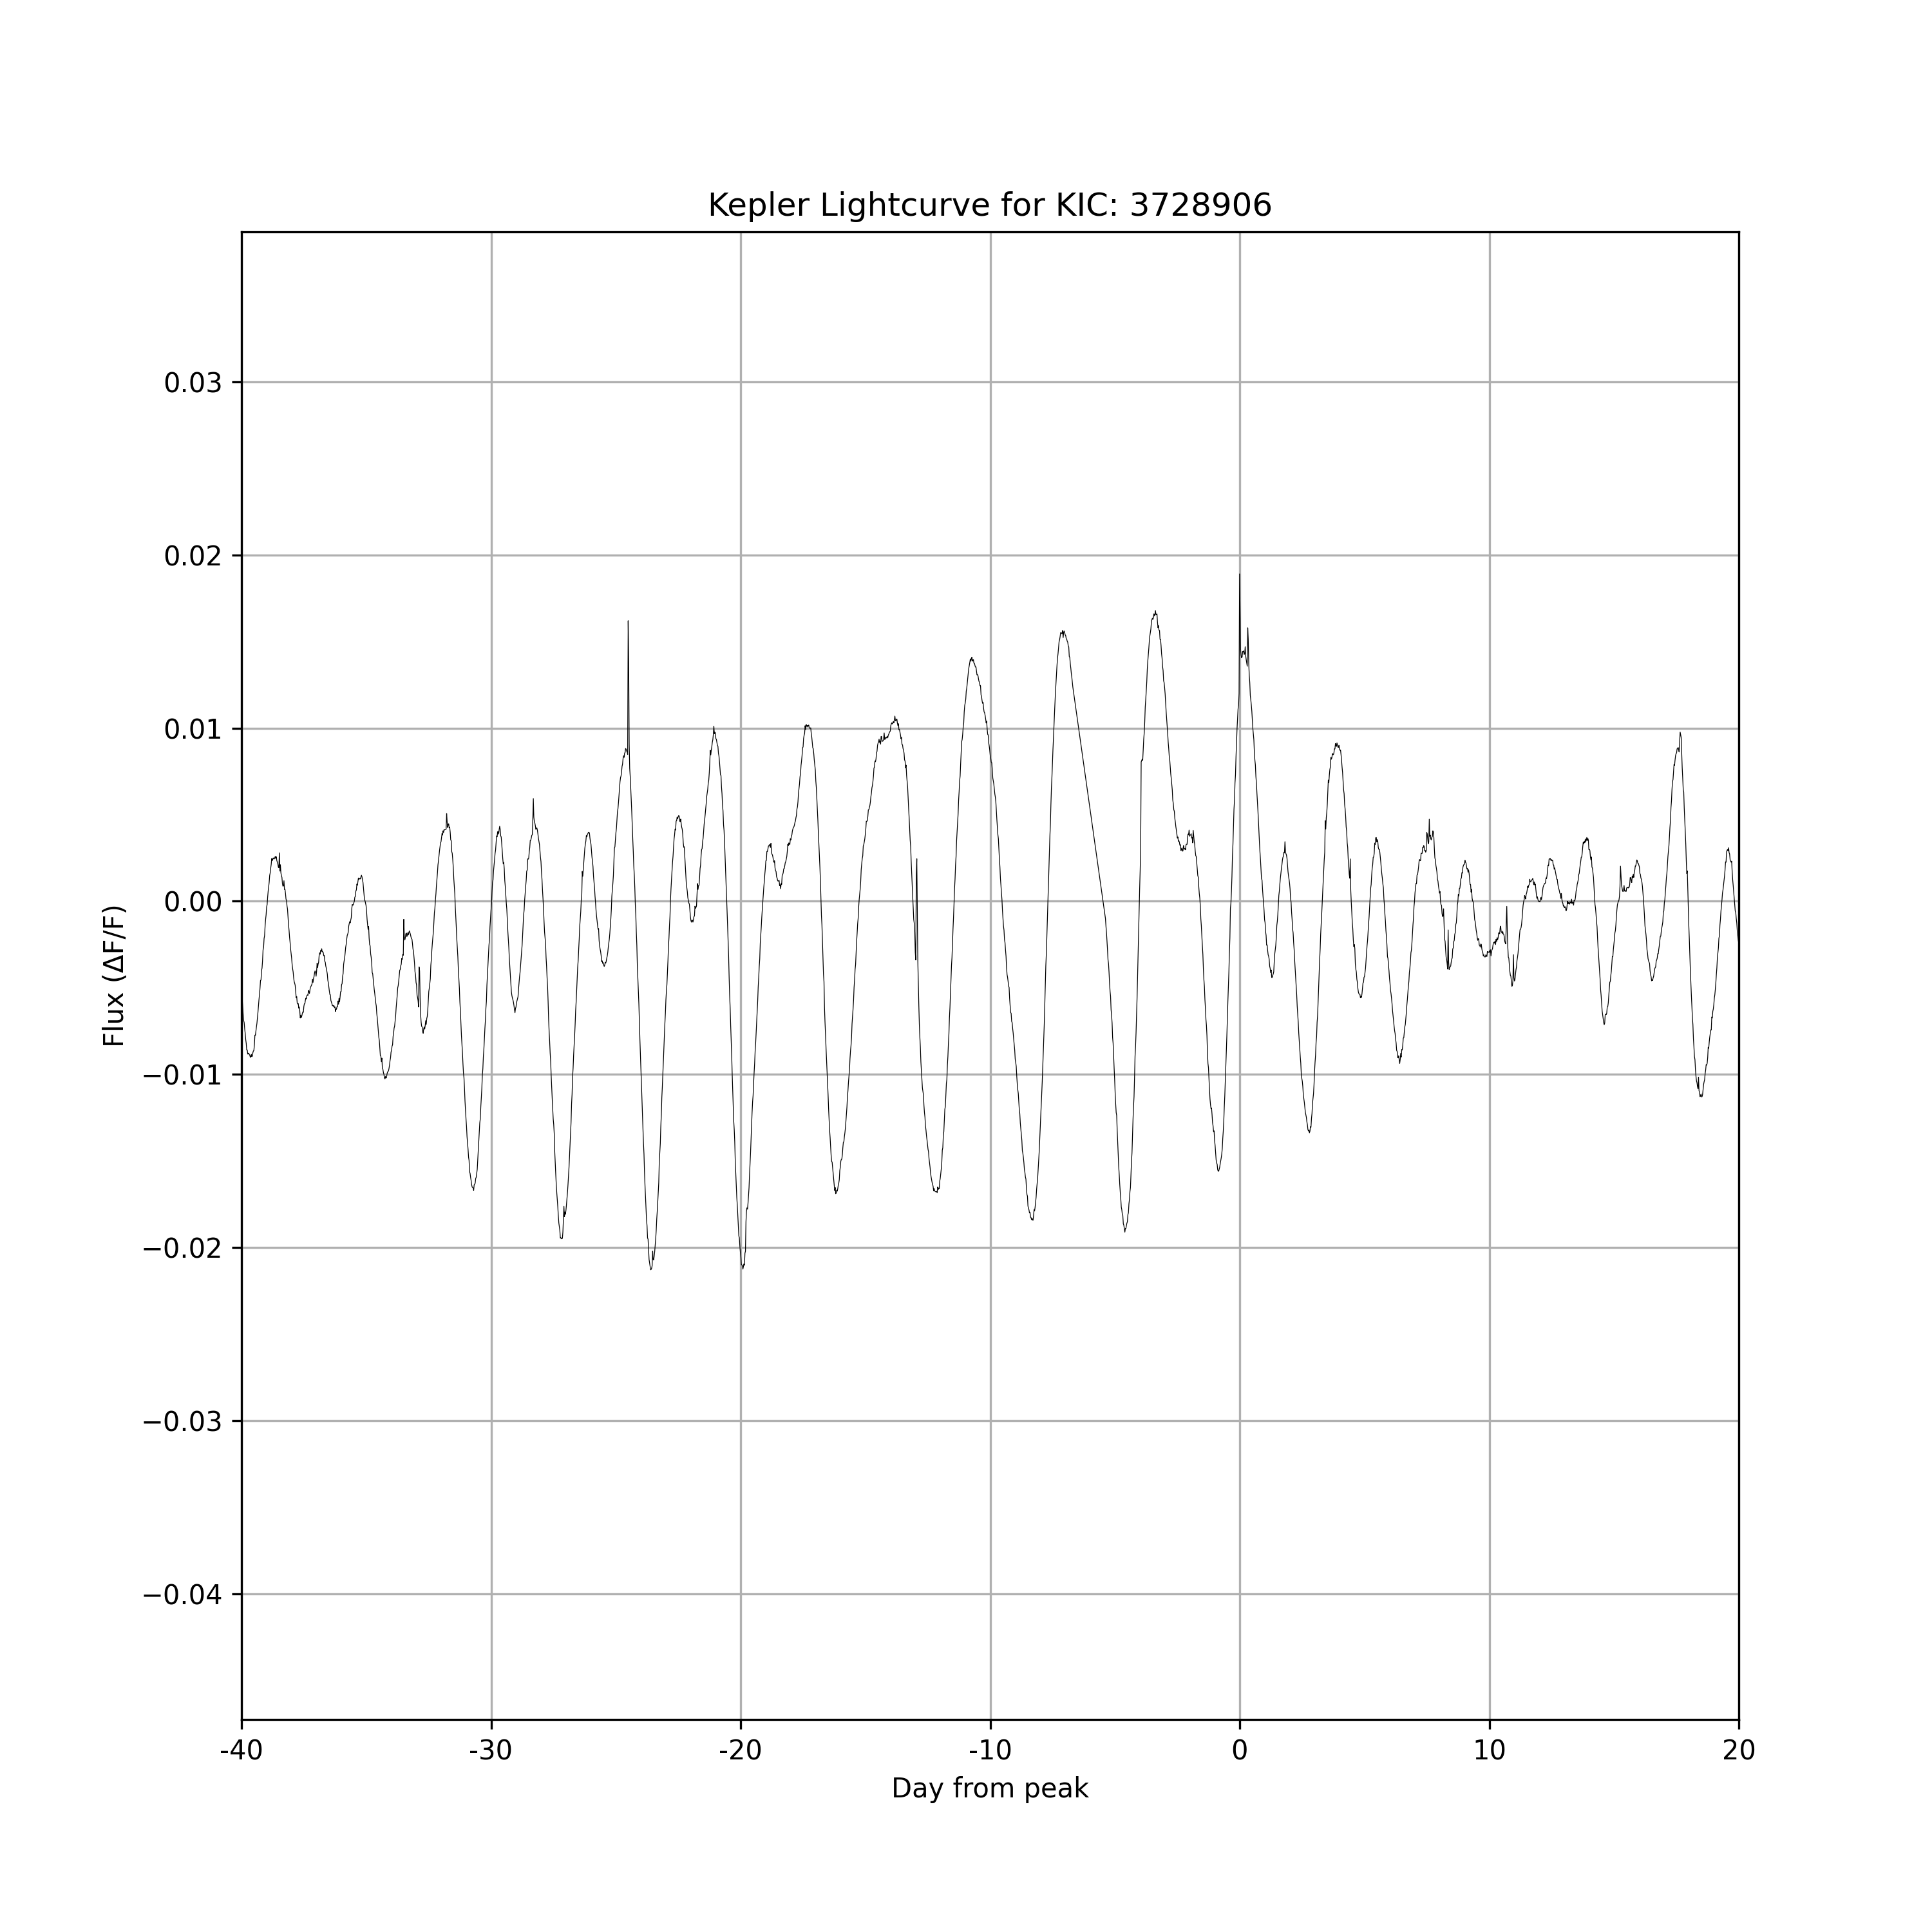 Kepler Lightcurve for KIC: 3728906
Flux (ΔF/F)
0.03
0.02
0.01
0.00
−0.01
−0.02
−0.03
−0.04
-40 -30 -20 -10 0 10 20
Day from peak